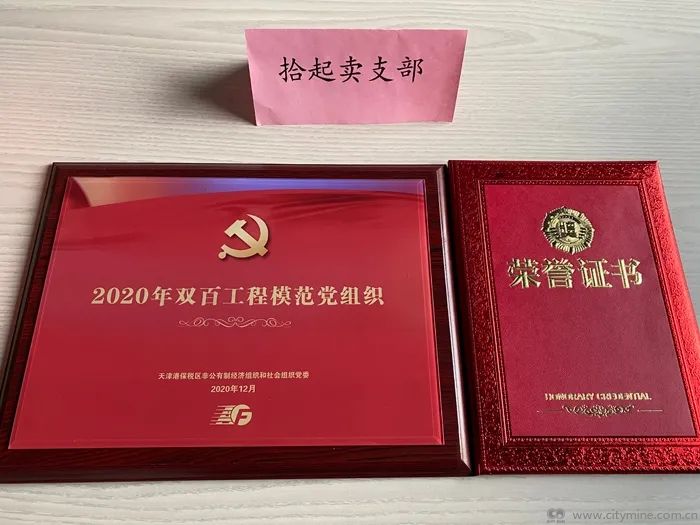 拾起卖支部
2020年双百工程模范党组织
天津港保税区非公有制经济组织和社会组织党委
2020年12月
荣誉证书
www.citymine.com.cn